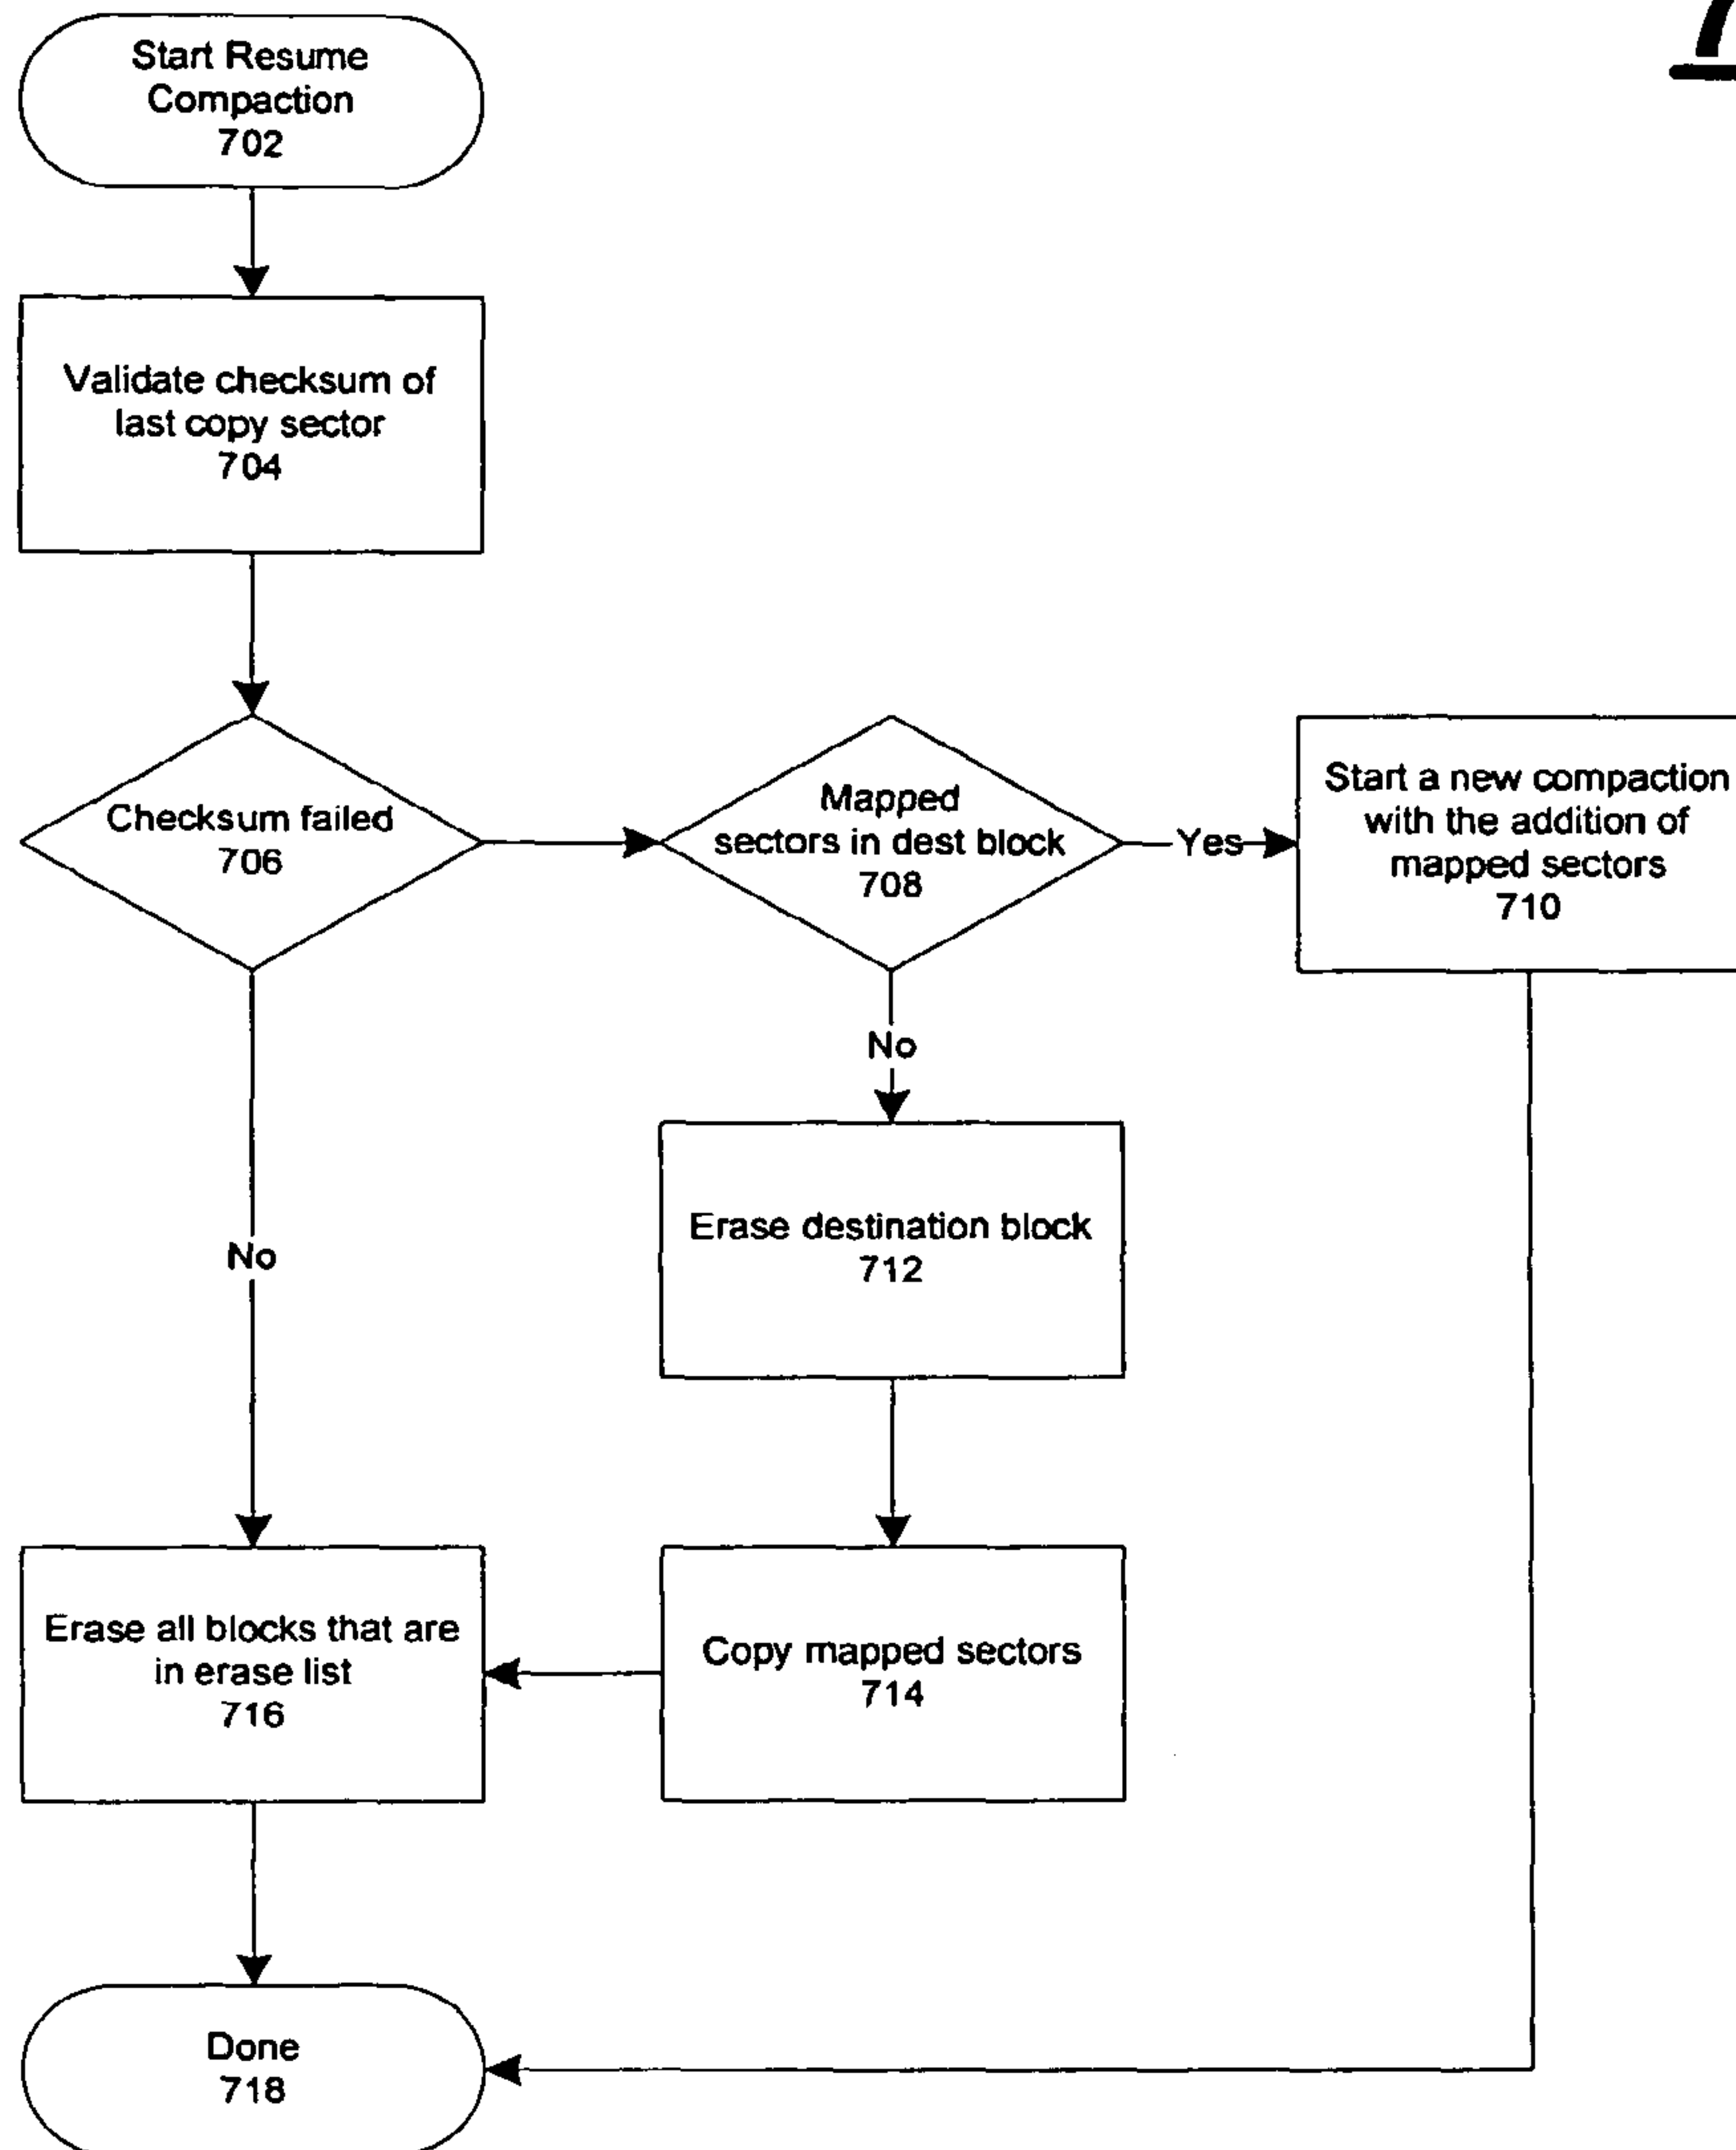 Start Resume
Compaction
702
Validate checksum of
last copy sector
704
Checksum failed
706
Mapped
sectors in dest block
708
Yes
Start a new compaction
with the addition of
mapped sectors
710
No
No
Erase destination block
712
Erase all blocks that are
in erase list
716
Copy mapped sectors
714
Done
718